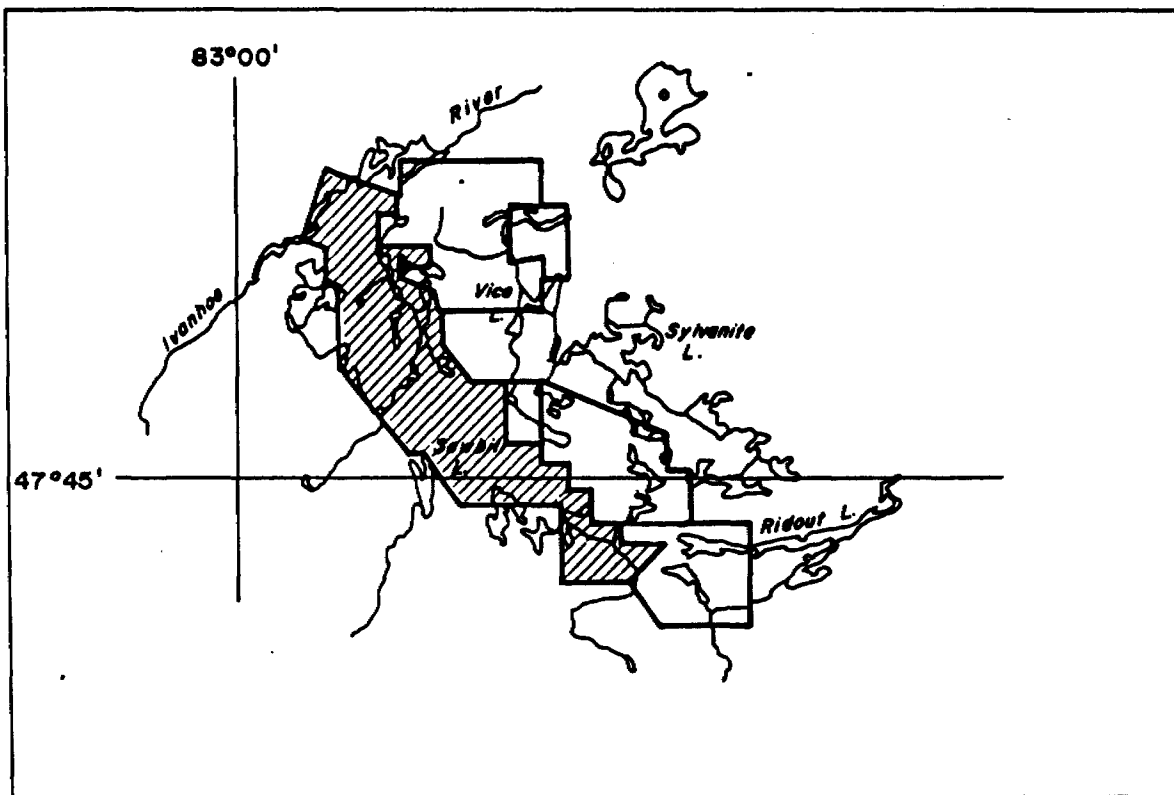 83°00'
River
Ivanhoe
Vice
L.
Sylvanite
L.
L.
47°45'
Ridout L.